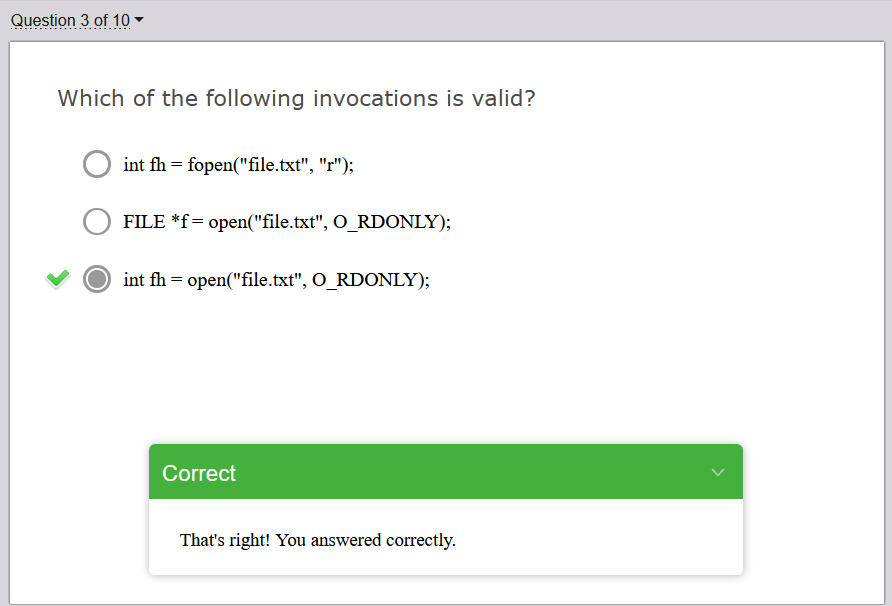 Question 3 of 10
Which of the following invocations is valid?
int fh = fopen("file.txt", "r");
FILE *f = open("file.txt", O_RDONLY);
int fh = open("file.txt", O_RDONLY);
Correct
That's right! You answered correctly.